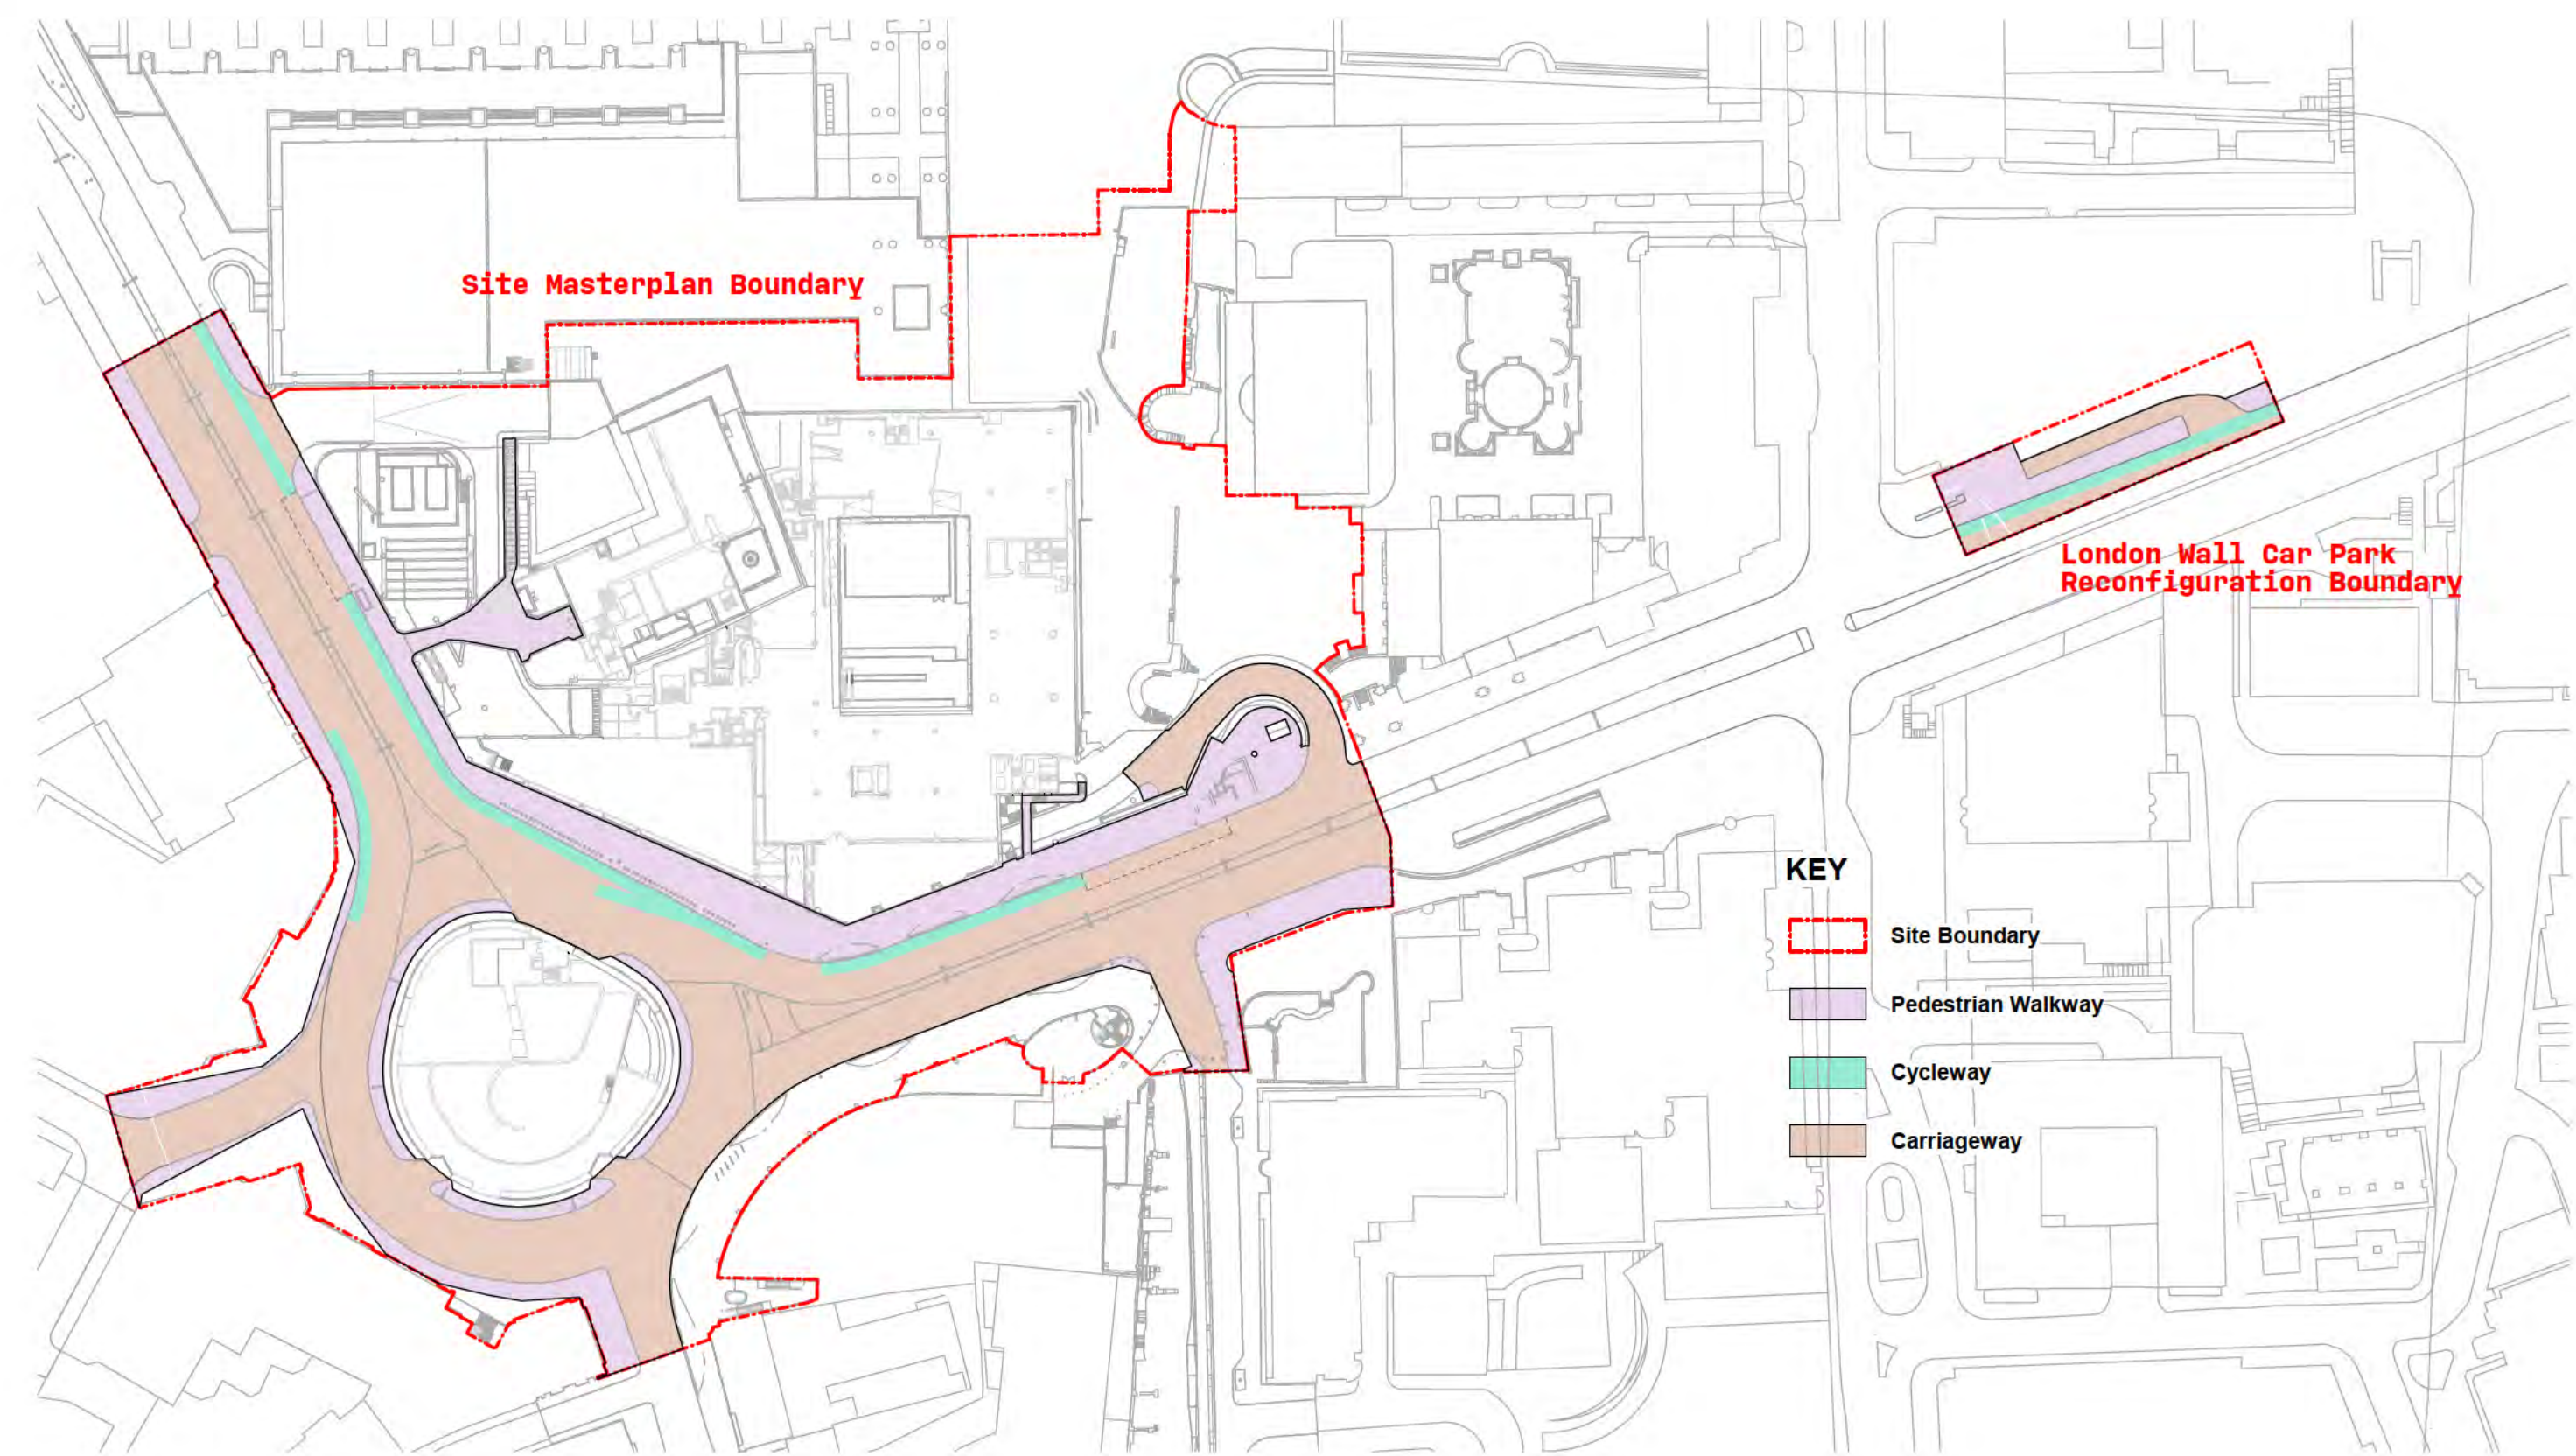 Site Masterplan Boundary
London Wall Car Park
Reconfiguration Boundary
KEY
Site Boundary
Pedestrian Walkway
Cycleway
Carriageway